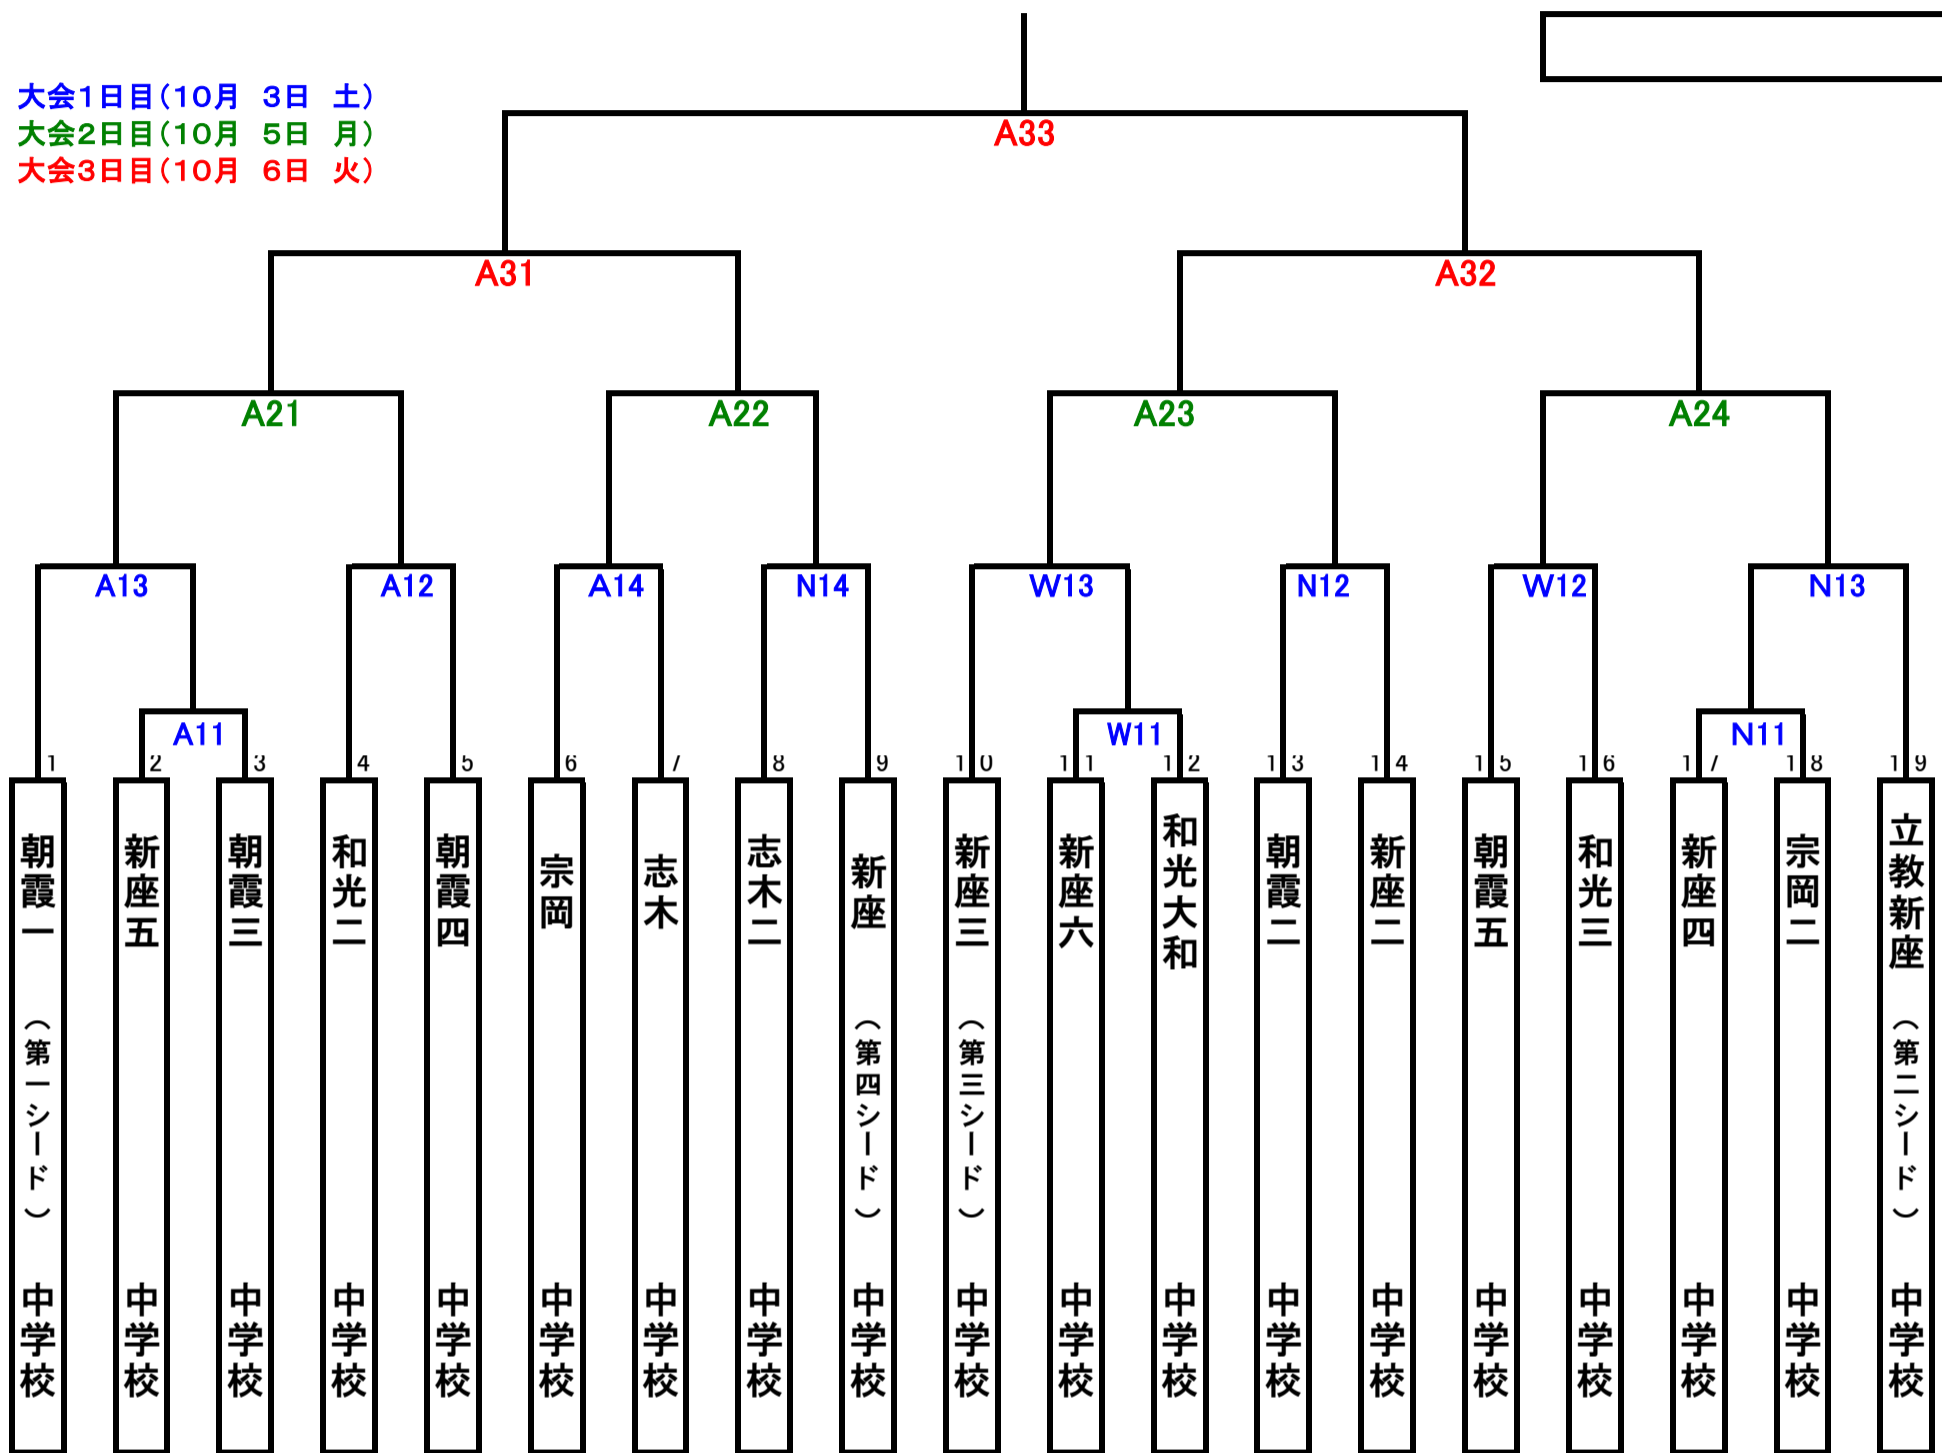 大会1日目(10月　3日　土)
大会2日目(10月　5日　月)
大会3日目(10月　6日　火)
A33
A31
A32
A21
A22
A23
A24
A13
A12
A14
N14
W13
N12
W12
N13
A11
W11
N11
1
2
3
4
5
6
7
8
9
10
11
12
13
14
15
16
17
18
19
朝霞一（第一シード）中学校
新座五 中学校
朝霞三 中学校
和光二 中学校
朝霞四 中学校
宗岡 中学校
志木 中学校
志木二 中学校
新座（第四シード）中学校
新座三（第三シード）中学校
新座六 中学校
和光大和 中学校
朝霞二 中学校
新座二 中学校
朝霞五 中学校
和光三 中学校
新座四 中学校
宗岡二 中学校
立教新座（第二シード）中学校